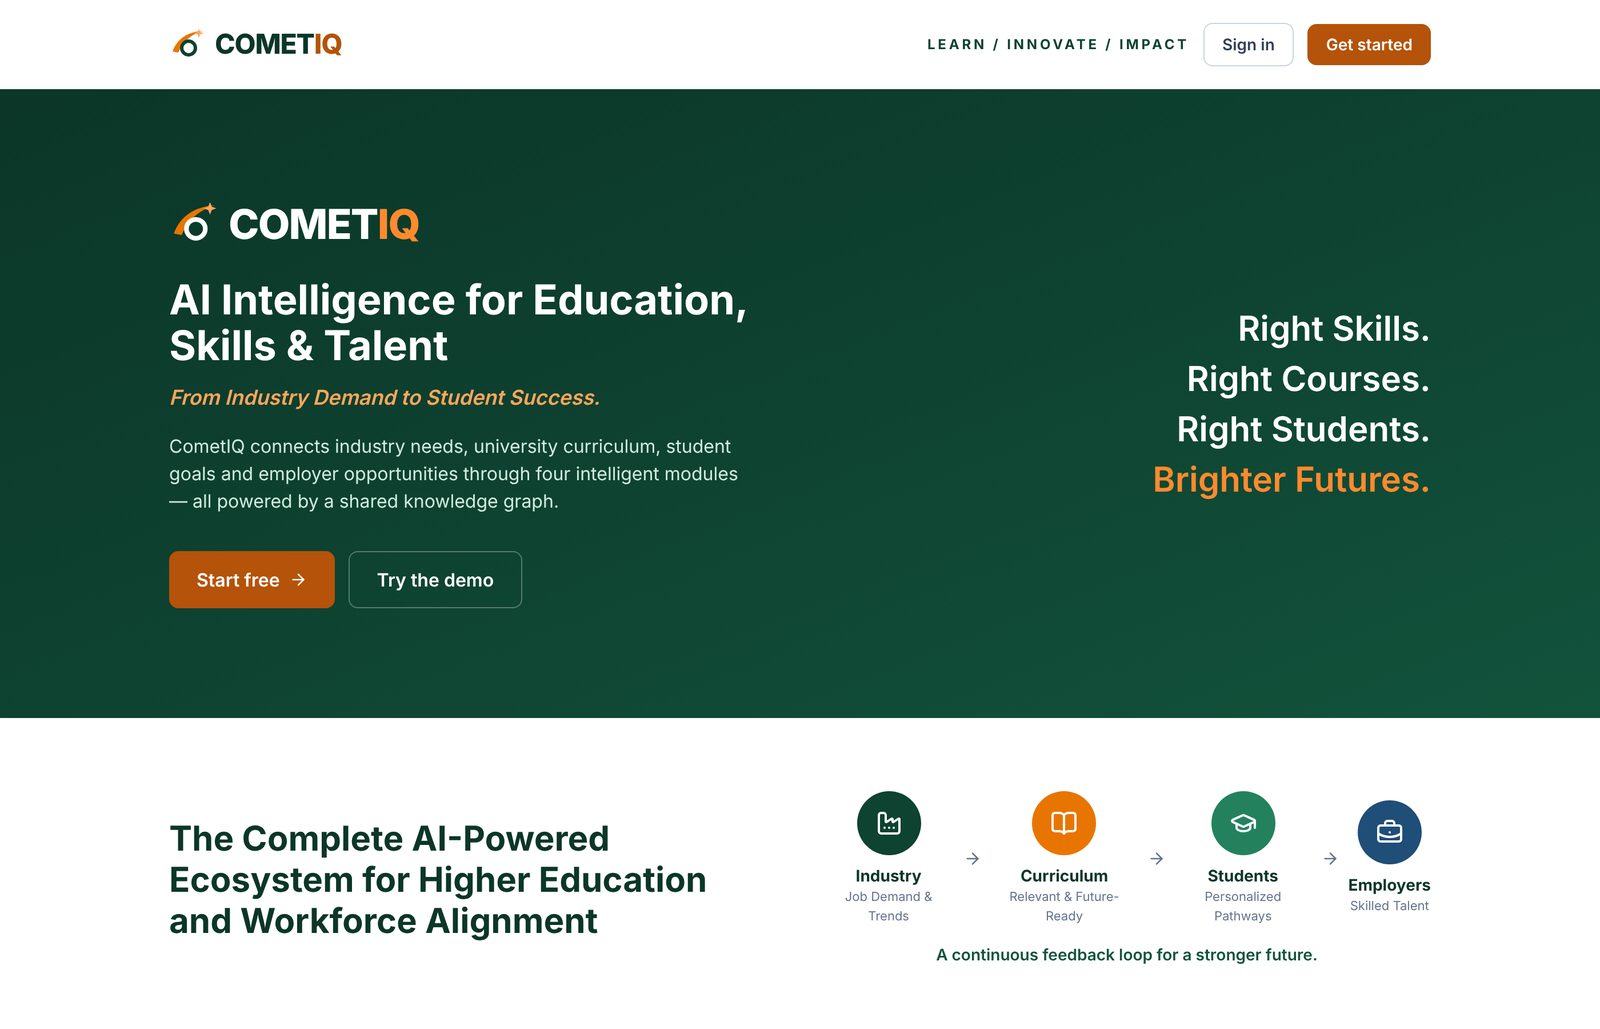 COMETIQ
LEARN / INNOVATE / IMPACT
Sign in
Get started
COMETIQ
AI Intelligence for Education,
Skills & Talent
From Industry Demand to Student Success.
CometIQ connects industry needs, university curriculum, student
goals and employer opportunities through four intelligent modules
— all powered by a shared knowledge graph.
Start free →
Try the demo
Right Skills.
Right Courses.
Right Students.
Brighter Futures.
The Complete AI-Powered
Ecosystem for Higher Education
and Workforce Alignment
Industry
Job Demand &
Trends
Curriculum
Relevant & Future-
Ready
Students
Personalized
Pathways
Employers
Skilled Talent
A continuous feedback loop for a stronger future.